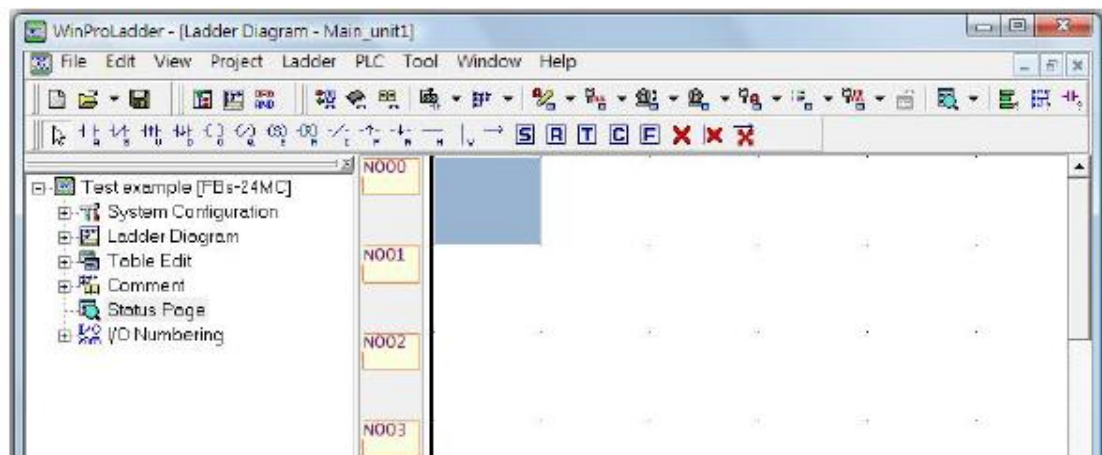 WinProLadder - [Ladder Diagram - Main_unit1]
File Edit View Project Ladder PLC Tool Window Help
S R T C F
Test example [FBs-24MC]
System Configuration
Ladder Diagram
Table Edit
Comment
Status Page
I/O Numbering
N000
N001
N002
N003